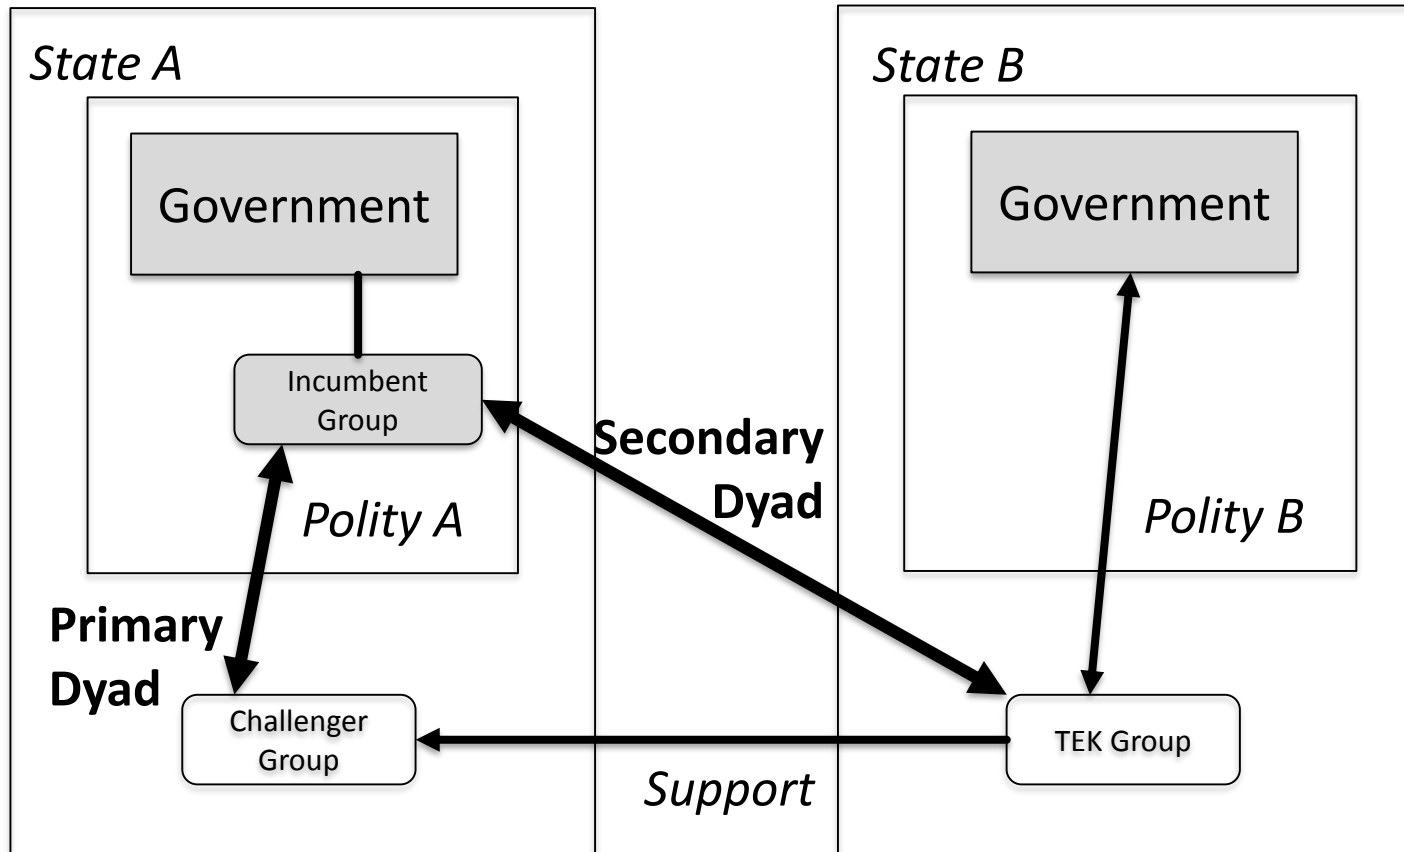 State A
Government
Incumbent
Group
Polity A
Primary
Dyad
Challenger
Group
Secondary
Dyad
Support
State B
Government
Polity B
TEK Group